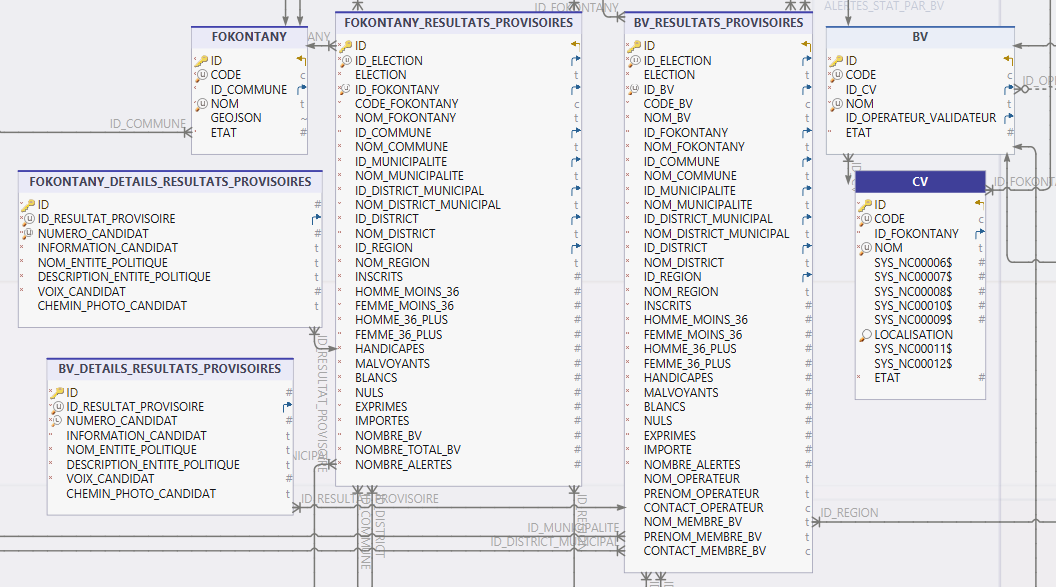 ID_FOKONTANY
ALERTES_STAT_PAR_BV
FOKONTANY
ID
CODE
ID_COMMUNE
NOM
GEOJSON
ETAT
ID_COMMUNE
ANY
FOKONTANY_DETAILS_RESULTATS_PROVISOIRES
ID
ID_RESULTAT_PROVISOIRE
NUMERO_CANDIDAT
INFORMATION_CANDIDAT
NOM_ENTITE_POLITIQUE
DESCRIPTION_ENTITE_POLITIQUE
VOIX_CANDIDAT
CHEMIN_PHOTO_CANDIDAT
BV_DETAILS_RESULTATS_PROVISOIRES
ID
ID_RESULTAT_PROVISOIRE
NUMERO_CANDIDAT
INFORMATION_CANDIDAT
NOM_ENTITE_POLITIQUE
DESCRIPTION_ENTITE_POLITIQUE
VOIX_CANDIDAT
CHEMIN_PHOTO_CANDIDAT
FOKONTANY_RESULTATS_PROVISOIRES
ID
ID_ELECTION
ELECTION
ID_FOKONTANY
CODE_FOKONTANY
NOM_FOKONTANY
ID_COMMUNE
NOM_COMMUNE
ID_MUNICIPALITE
NOM_MUNICIPALITE
ID_DISTRICT_MUNICIPAL
NOM_DISTRICT_MUNICIPAL
ID_DISTRICT
NOM_DISTRICT
ID_REGION
NOM_REGION
INSCRITS
HOMME_MOINS_36
FEMME_MOINS_36
HOMME_36_PLUS
FEMME_36_PLUS
HANDICAPES
MALVOYANTS
BLANCS
NULS
EXPRIMES
IMPORTES
NOMBRE_BV
NOMBRE_TOTAL_BV
NOMBRE_ALERTES
ID_RESULTAT_PROVISOIRE
ID_RESULTAT_PROVISOIRE
ID_COMMUNE
ID_DISTRICT
ID_REGION
ID_MUNICIPALITE
ID_DISTRICT_MUNICIPAL
BV_RESULTATS_PROVISOIRES
ID
ID_ELECTION
ELECTION
ID_BV
CODE_BV
NOM_BV
ID_FOKONTANY
NOM_FOKONTANY
ID_COMMUNE
NOM_COMMUNE
ID_MUNICIPALITE
NOM_MUNICIPALITE
ID_DISTRICT_MUNICIPAL
NOM_DISTRICT_MUNICIPAL
ID_DISTRICT
NOM_DISTRICT
ID_REGION
NOM_REGION
INSCRITS
HOMME_MOINS_36
FEMME_MOINS_36
HOMME_36_PLUS
FEMME_36_PLUS
HANDICAPES
MALVOYANTS
BLANCS
NULS
EXPRIMES
IMPORTE
NOMBRE_ALERTES
NOM_OPERATEUR
PRENOM_OPERATEUR
CONTACT_OPERATEUR
NOM_MEMBRE_BV
PRENOM_MEMBRE_BV
CONTACT_MEMBRE_BV
ID_REGION
BV
ID
CODE
ID_CV
NOM
ID_OPERATEUR_VALIDATEUR
ETAT
ID_OPE
CV
ID
CODE
ID_FOKONTANY
NOM
SYS_NC00006$
SYS_NC00007$
SYS_NC00008$
SYS_NC00010$
SYS_NC00009$
LOCALISATION
SYS_NC00011$
SYS_NC00012$
ETAT
ID_FOKONTA